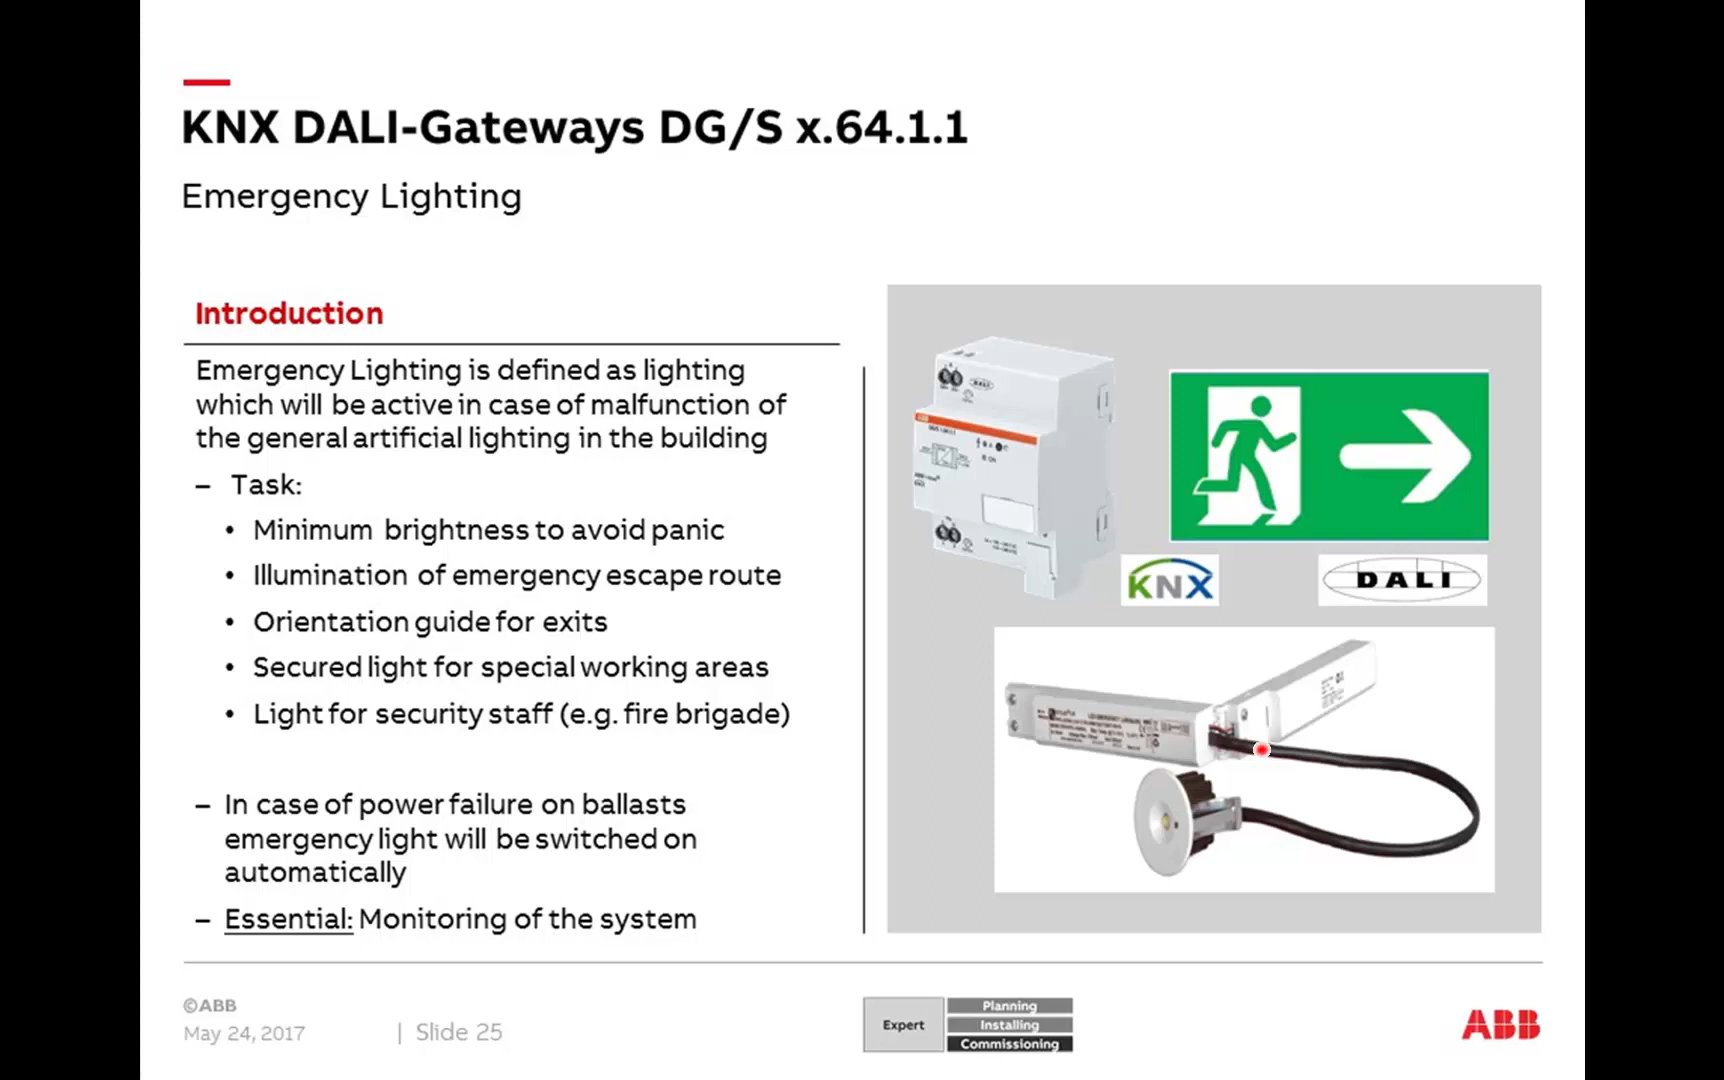 KNX DALI-Gateways DG/S x.64.1.1
Emergency Lighting
Introduction
Emergency Lighting is defined as lighting
which will be active in case of malfunction of
the general artificial lighting in the building
– Task:
• Minimum brightness to avoid panic
• Illumination of emergency escape route
• Orientation guide for exits
• Secured light for special working areas
• Light for security staff (e.g. fire brigade)
– In case of power failure on ballasts
emergency light will be switched on
automatically
– Essential: Monitoring of the system
DALI
ABB
KNX
DALI
©ABB
May 24, 2017 | Slide 25
Expert
Planning
Installing
Commissioning
ABB